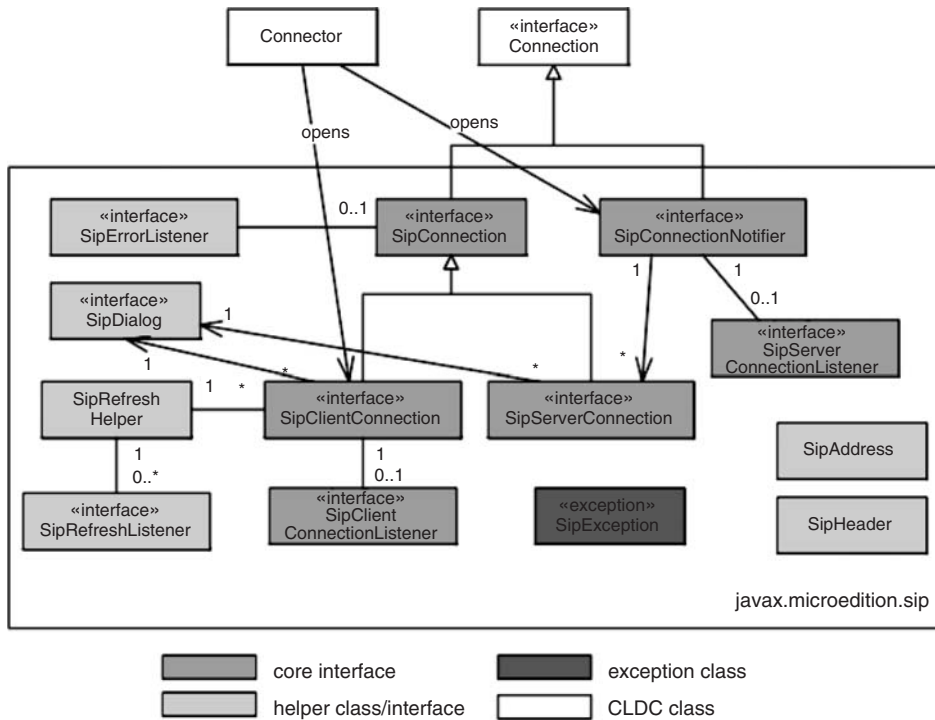 Connector
«interface»
Connection
opens
opens
«interface»
SipErrorListener
0..1
«interface»
SipConnection
«interface»
SipConnectionNotifier
1
1
0..1
«interface»
SipDialog
1
1
*
*
*
«interface»
SipServer
ConnectionListener
SipRefresh
Helper
1
*
«interface»
SipClientConnection
«interface»
SipServerConnection
1
0..*
1
0..1
«interface»
SipRefreshListener
«interface»
SipClient
ConnectionListener
«exception»
SipException
SipAddress
SipHeader
javax.microedition.sip
core interface
exception class
helper class/interface
CLDC class